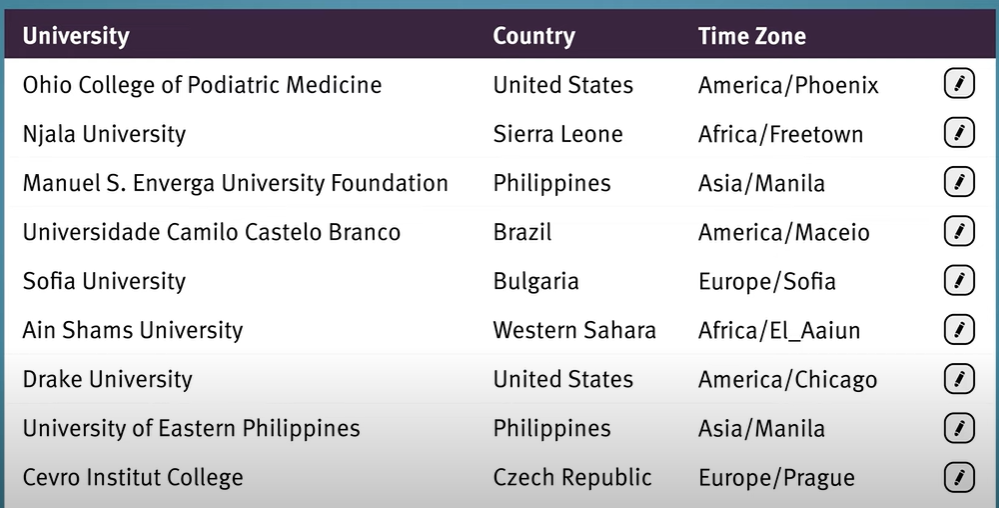 University Country Time Zone
Ohio College of Podiatric Medicine United States America/Phoenix
Njala University Sierra Leone Africa/Freetown
Manuel S. Enverga University Foundation Philippines Asia/Manila
Universidade Camilo Castelo Branco Brazil America/Maceio
Sofia University Bulgaria Europe/Sofia
Ain Shams University Western Sahara Africa/El_Aaiun
Drake University United States America/Chicago
University of Eastern Philippines Philippines Asia/Manila
Cevro Institut College Czech Republic Europe/Prague